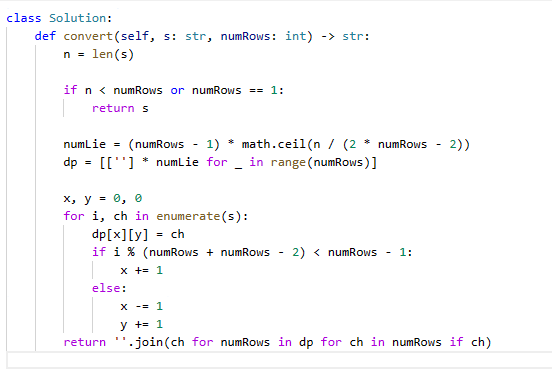 class Solution:
    def convert(self, s: str, numRows: int) -> str:
        n = len(s)

        if n < numRows or numRows == 1:
            return s

        numLie = (numRows - 1) * math.ceil(n / (2 * numRows - 2))
        dp = [[''] * numLie for _ in range(numRows)]

        x, y = 0, 0
        for i, ch in enumerate(s):
            dp[x][y] = ch
            if i % (numRows + numRows - 2) < numRows - 1:
                x += 1
            else:
                x -= 1
                y += 1
        return ''.join(ch for numRows in dp for ch in numRows if ch)